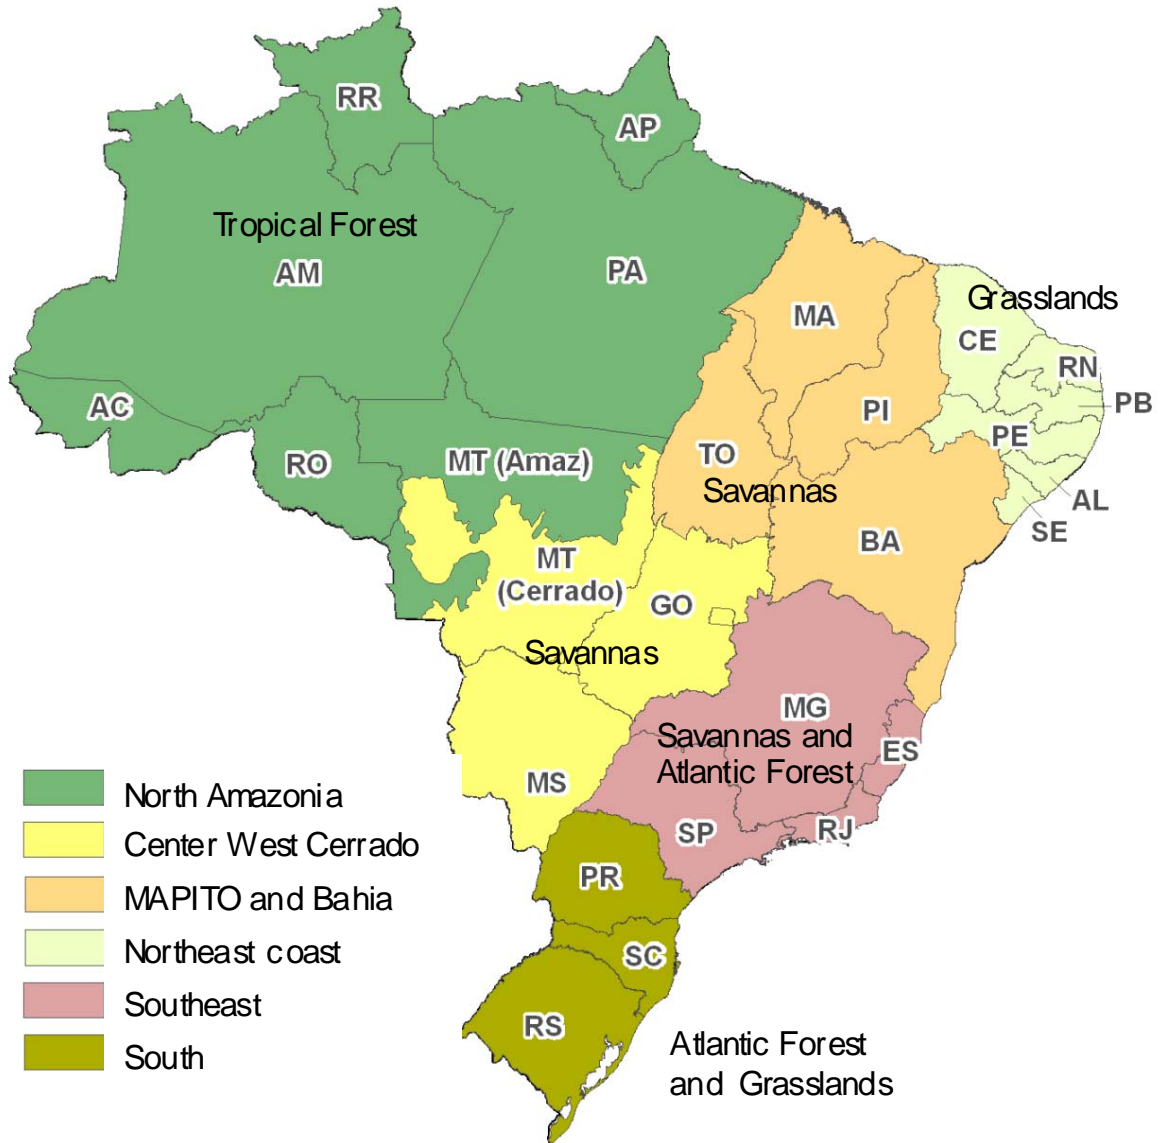 RR
AP
Tropical Forest
AM
PA
Grasslands
MA
CE
RN
AC
PI
PB
PE
RO
MT (Amaz)
TO
Savannas
AL
SE
BA
MT
(Cerrado)
GO
Savannas
MG
Savannas and
Atlantic Forest
ES
MS
SP
RJ
PR
SC
RS
Atlantic Forest
and Grasslands
North Amazonia
Center West Cerrado
MAPITO and Bahia
Northeast coast
Southeast
South